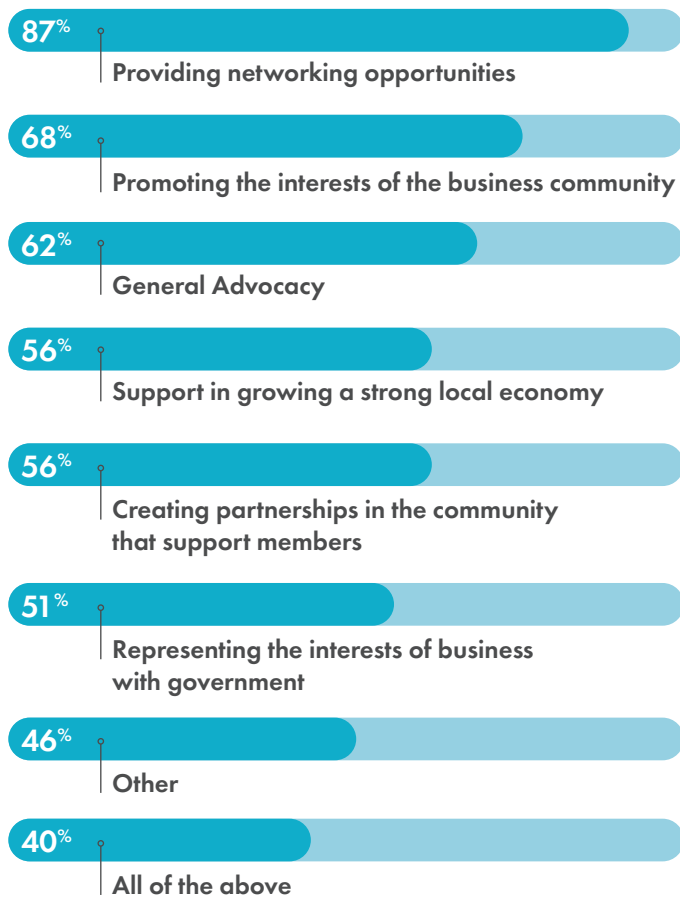 87%
Providing networking opportunities
68%
Promoting the interests of the business community
62%
General Advocacy
56%
Support in growing a strong local economy
56%
Creating partnerships in the community
that support members
51%
Representing the interests of business
with government
46%
Other
40%
All of the above